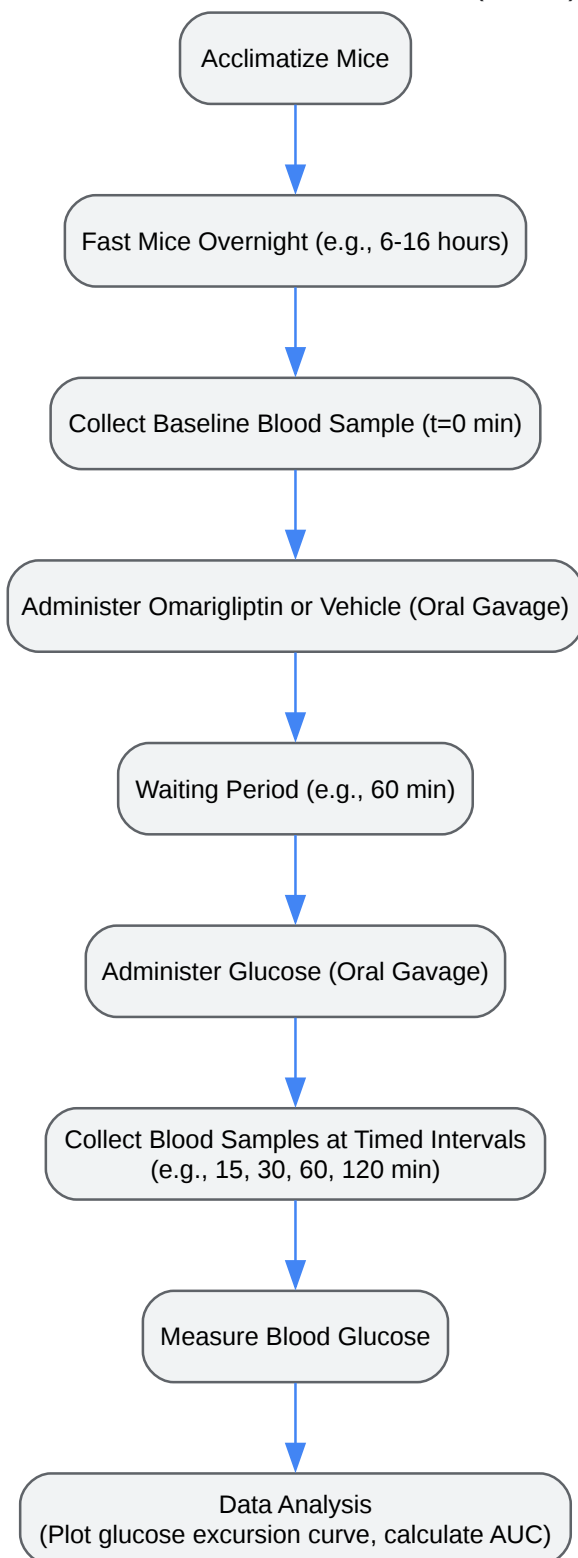 Acclimatize Mice
Fast Mice Overnight (e.g., 6-16 hours)
Collect Baseline Blood Sample (t=0 min)
Administer Omarigliptin or Vehicle (Oral Gavage)
Waiting Period (e.g., 60 min)
Administer Glucose (Oral Gavage)
Collect Blood Samples at Timed Intervals
(e.g., 15, 30, 60, 120 min)
Measure Blood Glucose
Data Analysis
(Plot glucose excursion curve, calculate AUC)